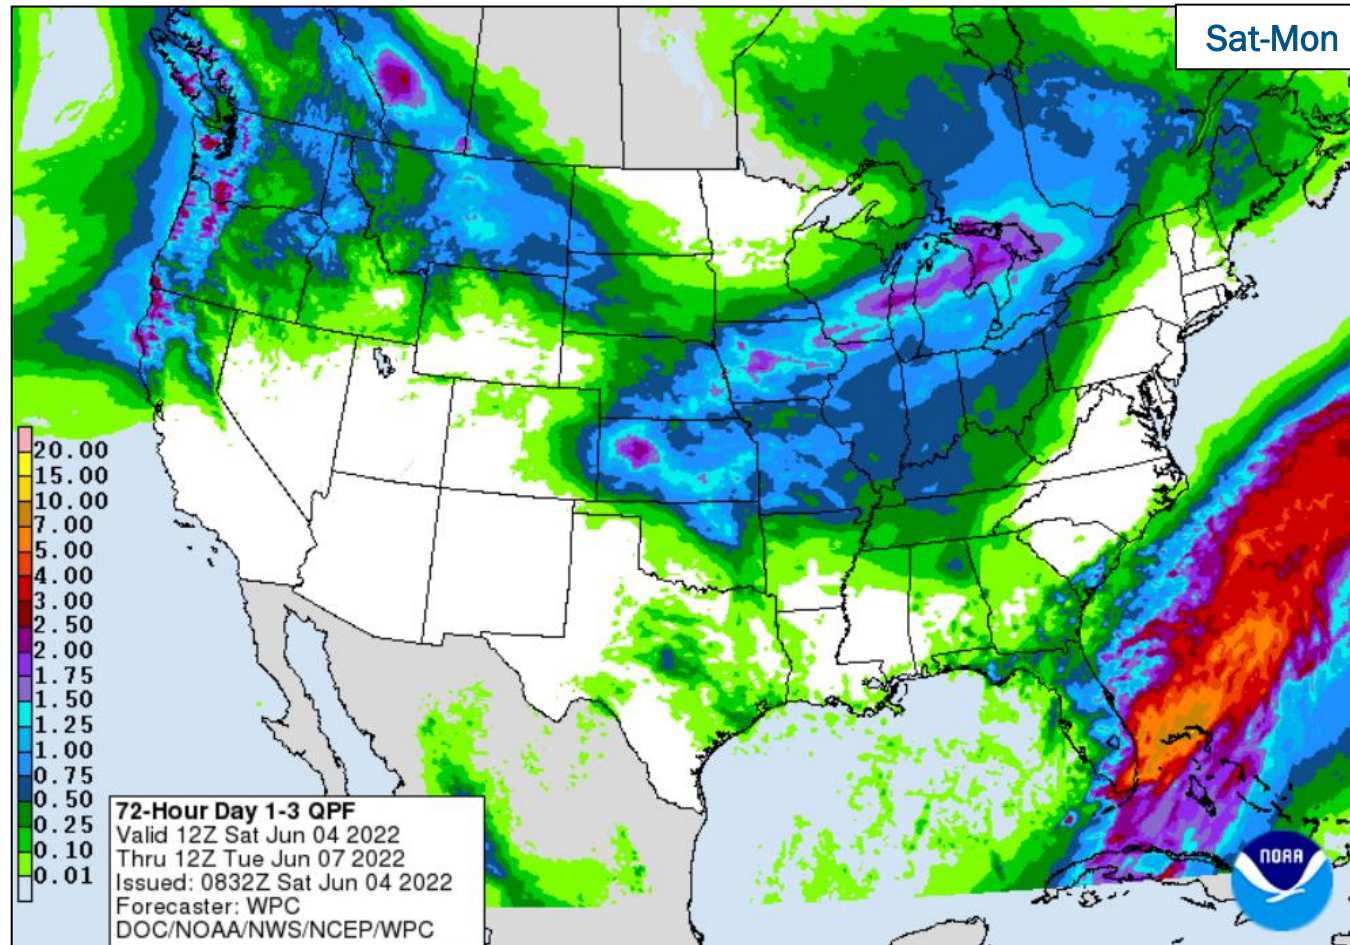 Sat-Mon
20.00
15.00
10.00
7.00
5.00
4.00
3.00
2.50
2.00
1.75
1.50
1.25
1.00
0.75
0.50
0.25
0.10
0.01
72-Hour Day 1-3 QPF
Valid 12Z Sat Jun 04 2022
Thru 12Z Tue Jun 07 2022
Issued: 0832Z Sat Jun 04 2022
Forecaster: WPC
DOC/NOAA/NWS/NCEP/WPC
NOAA